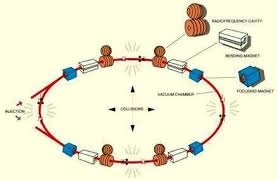 RADIOFREQUENCY CAVITY
BENDING MAGNET
FOCUSING MAGNET
VACUUM CHAMBER
INJECTION
COLLISIONS